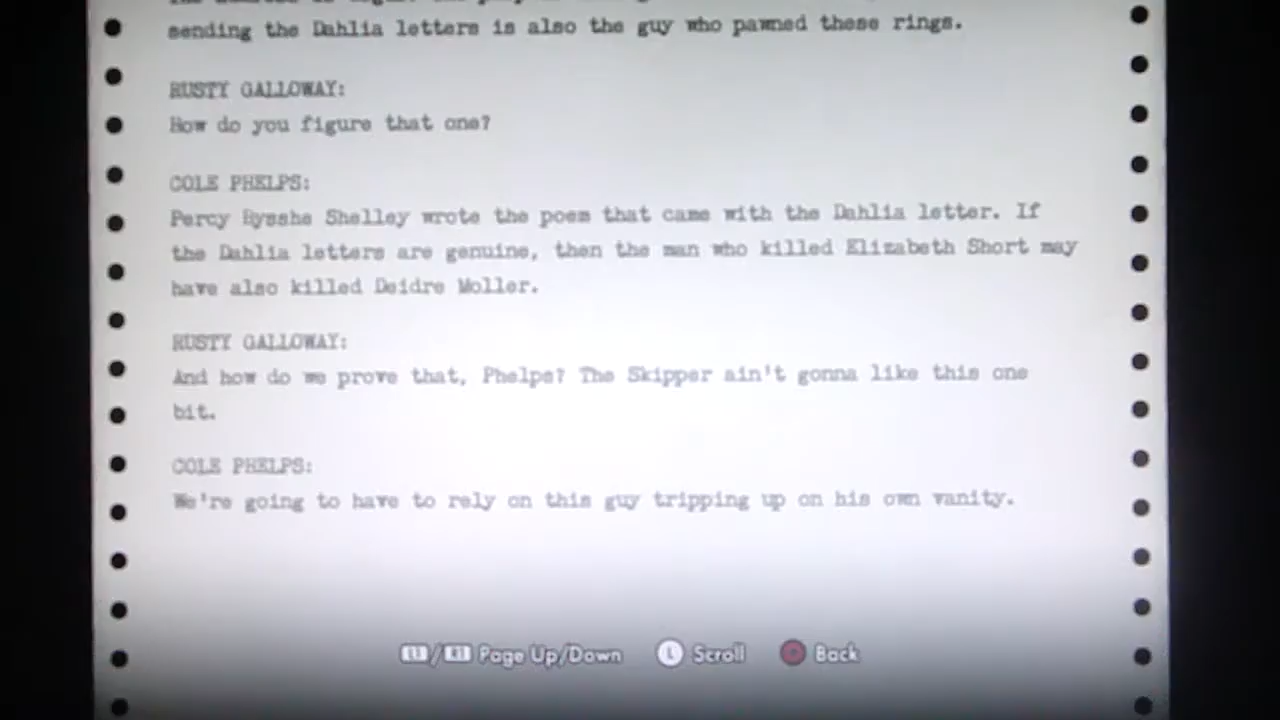 sending the Dahlia letters is also the guy who pawned these rings.
RUSTY GALLOWAY:
How do you figure that one?
COLE PHELPS:
Percy Bysshe Shelley wrote the poem that came with the Dahlia letter. If
the Dahlia letters are genuine, then the man who killed Elizabeth Short may
have also killed Deidre Moller.
RUSTY GALLOWAY:
And how do we prove that, Phelps? The Skipper ain't gonna like this one
bit.
COLE PHELPS:
We're going to have to rely on this guy tripping up on his own vanity.
Page Up/Down L Scroll Back